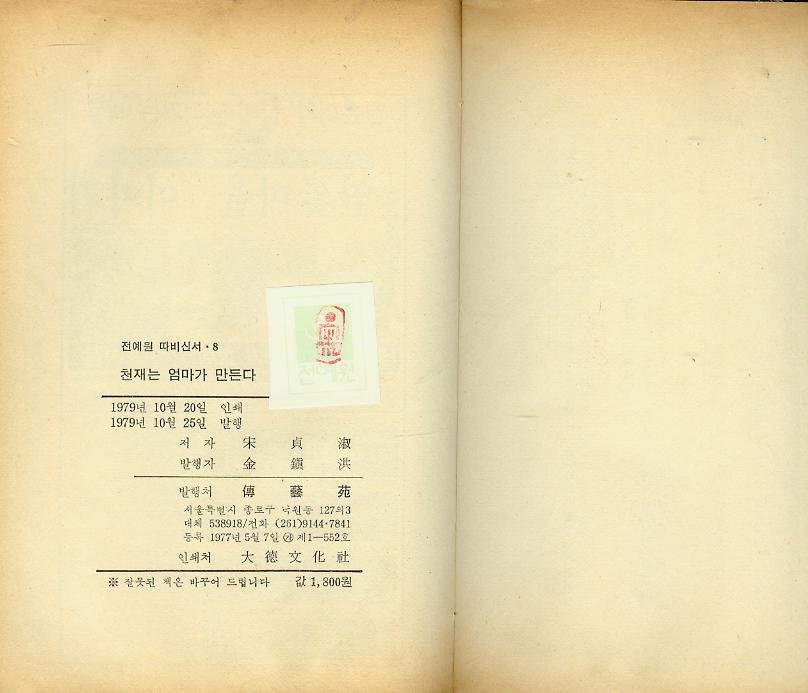 전예원 따비신서·8
천재는 엄마가 만든다
전예원
1979년 10월 20일 인쇄
1979년 10월 25일 발행
저 자 宋 貞 淑
발행자 金 鎭 洪
발행처 傳 藝 苑
서울특별시 종로구 낙원동 127의3
대체 538918/전화 (261)9144·7841
등록 1977년 5월 7일 ㉮ 제1—552호
인쇄처 大 德 文 化 社
※ 잘못된 책은 바꾸어 드립니다 값 1,800원